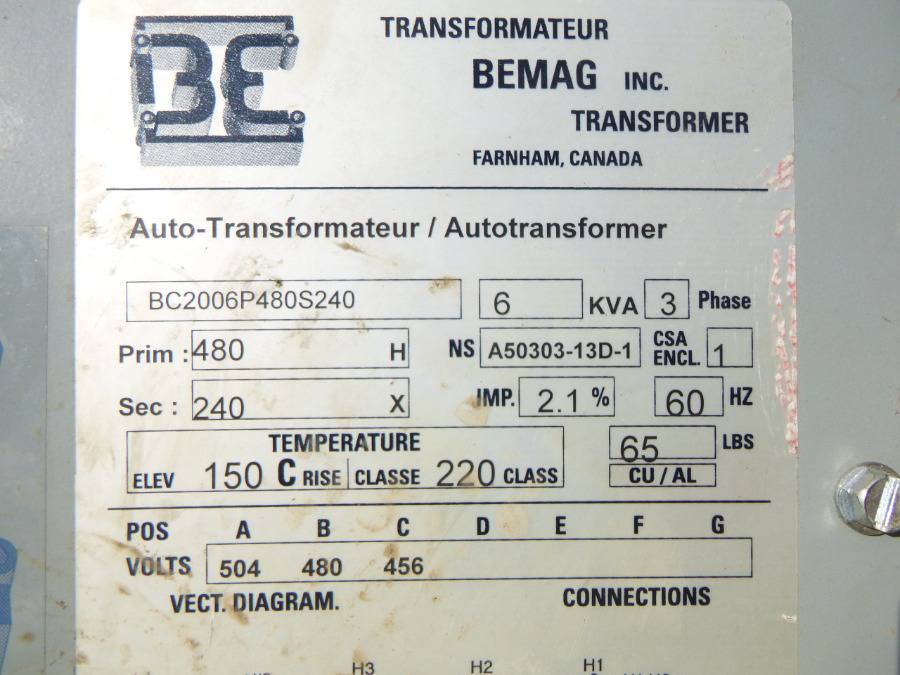 BE
TRANSFORMATEUR
BEMAG INC.
TRANSFORMER
FARNHAM, CANADA
Auto-Transformateur / Autotransformer
BC2006P480S240 6 KVA 3 Phase
Prim : 480 H NS A50303-13D-1 CSA ENCL. 1
Sec : 240 X IMP. 2.1 % 60 HZ
TEMPERATURE 65 LBS
ELEV 150 C RISE CLASSE 220 CLASS CU / AL
POS A B C D E F G
VOLTS 504 480 456
VECT. DIAGRAM. CONNECTIONS
H3 H2 H1